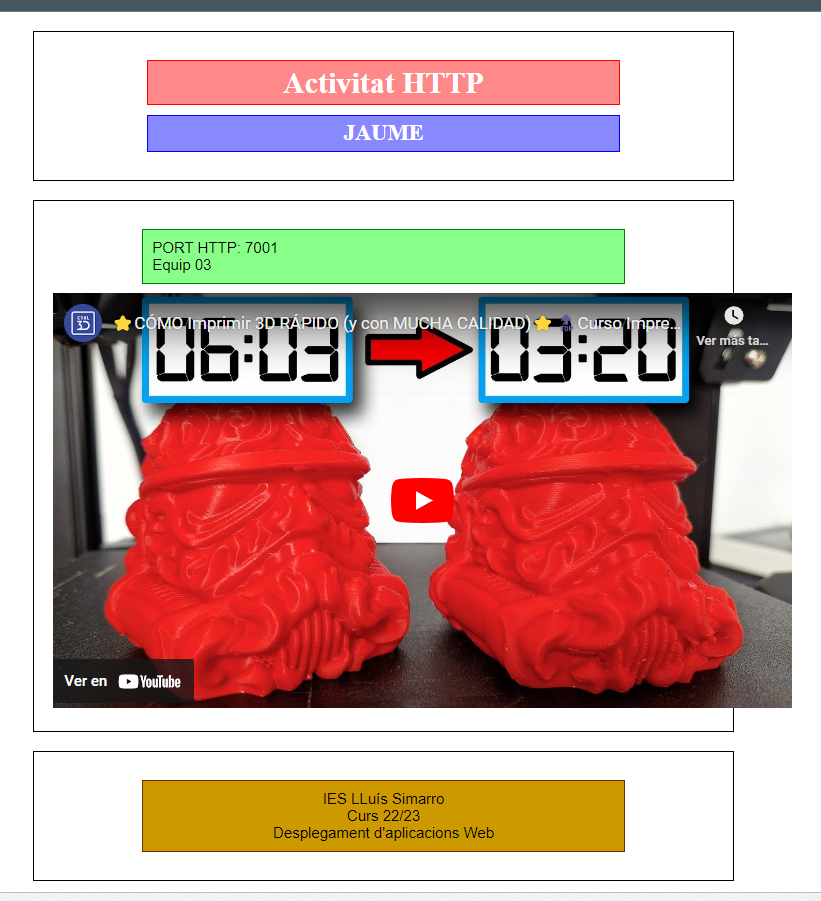 Activitat HTTP
JAUME
PORT HTTP: 7001
Equip 03
⭐CÓMO Imprimir 3D RÁPIDO (y con MUCHA CALIDAD)⭐ Curso Impre...
Ver más ta...
06:03
03:20
Ver en YouTube
IES LLuís Simarro
Curs 22/23
Desplegament d'aplicacions Web